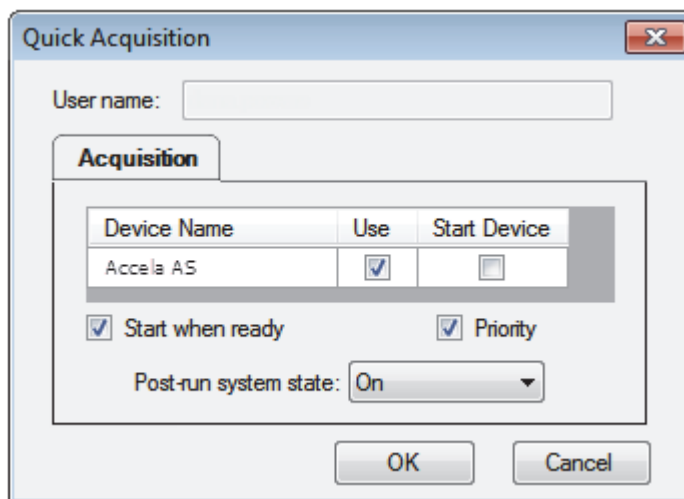 Quick Acquisition
User name:
Acquisition
Device Name Use Start Device
Accela AS
Start when ready Priority
Post-run system state: On
OK Cancel